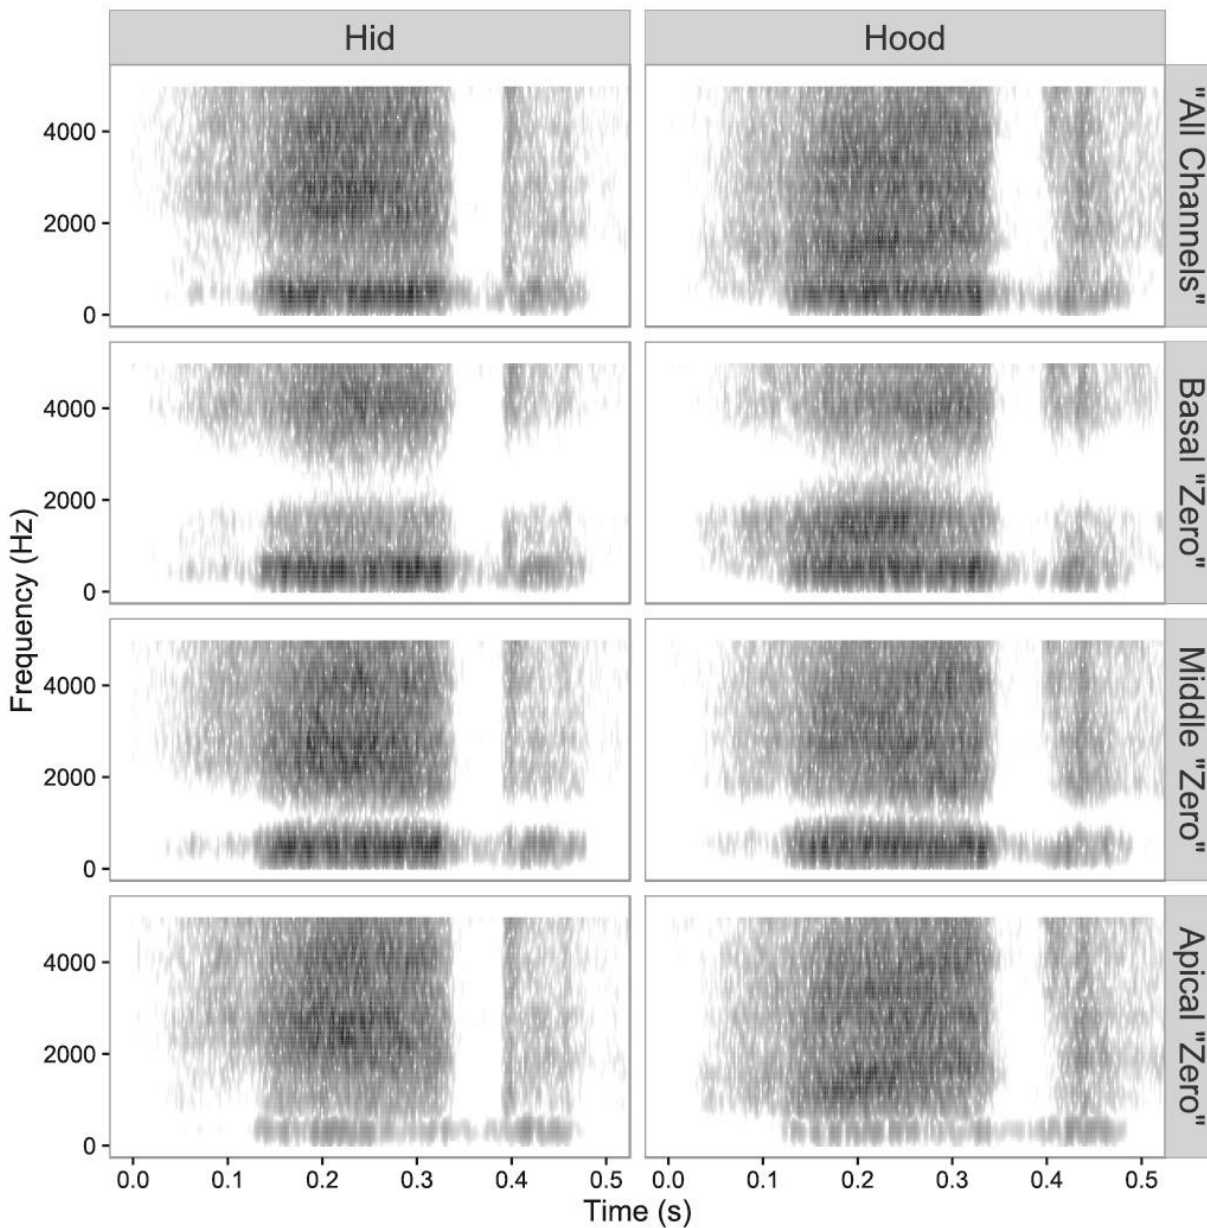 Hid
Hood
"All Channels"
4000
2000
0
Basal "Zero"
4000
2000
0
Middle "Zero"
4000
2000
0
Apical "Zero"
4000
2000
0
Frequency (Hz)
0.0 0.1 0.2 0.3 0.4 0.5
0.0 0.1 0.2 0.3 0.4 0.5
Time (s)